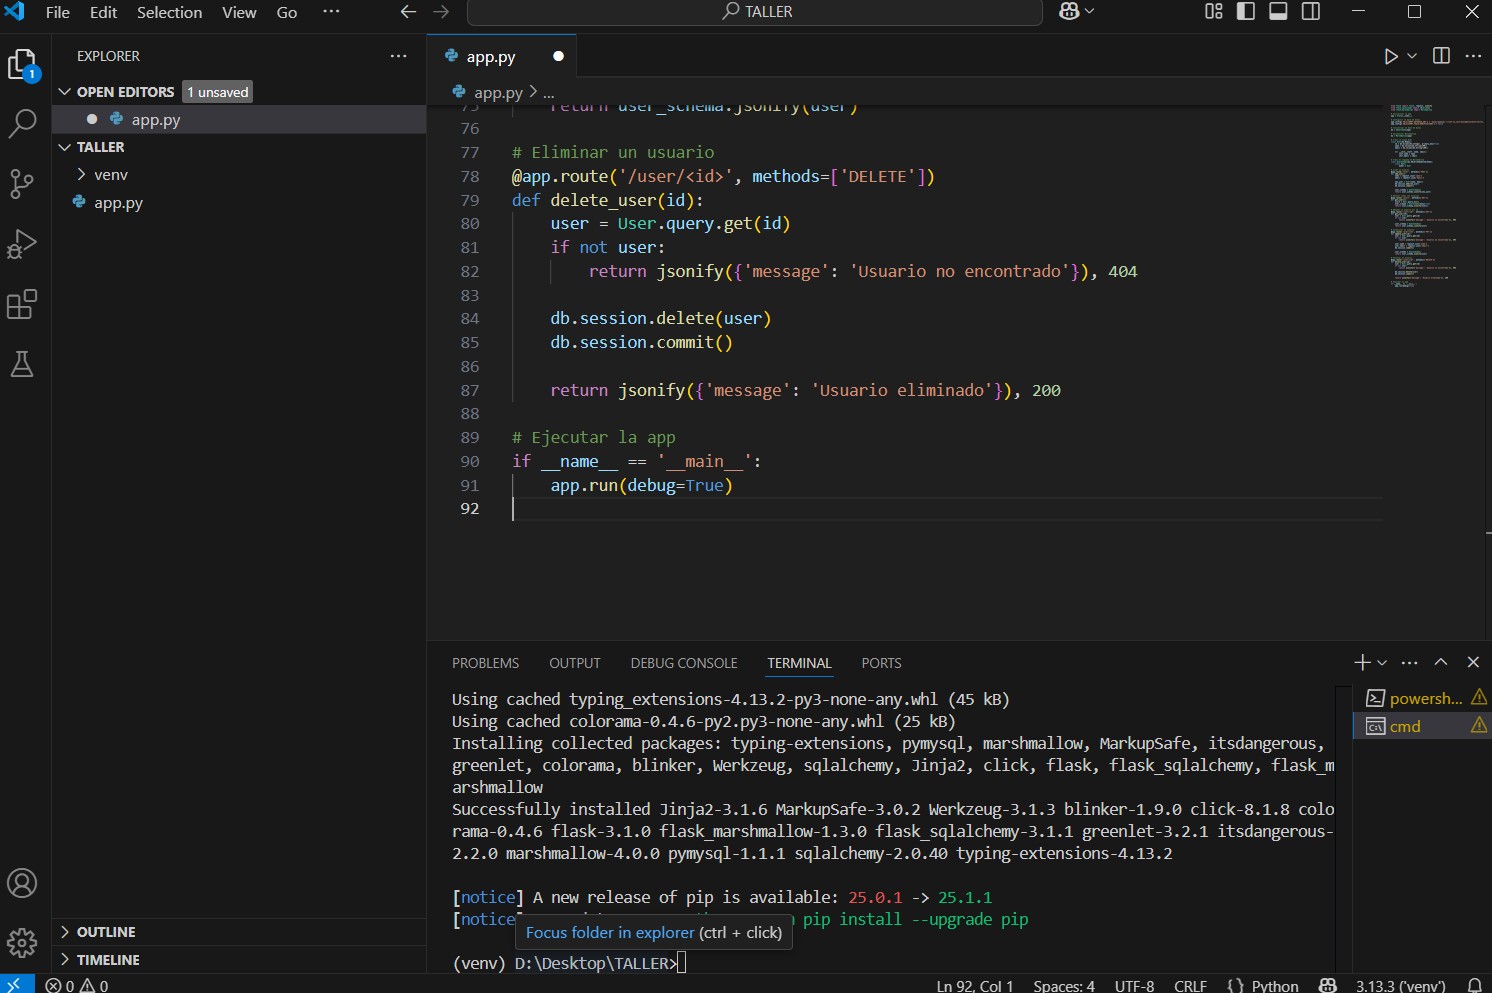 File Edit Selection View Go ···
TALLER
EXPLORER
OPEN EDITORS 1 unsaved
app.py
TALLER
venv
app.py
OUTLINE
TIMELINE
1
app.py
app.py > ...
75 return user_schema.jsonify(user)
76
77 # Eliminar un usuario
78 @app.route('/user/<id>', methods=['DELETE'])
79 def delete_user(id):
80 user = User.query.get(id)
81 if not user:
82 return jsonify({'message': 'Usuario no encontrado'}), 404
83
84 db.session.delete(user)
85 db.session.commit()
86
87 return jsonify({'message': 'Usuario eliminado'}), 200
88
89 # Ejecutar la app
90 if __name__ == '__main__':
91 app.run(debug=True)
92
PROBLEMS OUTPUT DEBUG CONSOLE TERMINAL PORTS
Using cached typing_extensions-4.13.2-py3-none-any.whl (45 kB)
Using cached colorama-0.4.6-py2.py3-none-any.whl (25 kB)
Installing collected packages: typing-extensions, pymysql, marshmallow, MarkupSafe, itsdangerous,
greenlet, colorama, blinker, Werkzeug, sqlalchemy, Jinja2, click, flask, flask_sqlalchemy, flask_m
arshmallow
Successfully installed Jinja2-3.1.6 MarkupSafe-3.0.2 Werkzeug-3.1.3 blinker-1.9.0 click-8.1.8 colo
rama-0.4.6 flask-3.1.0 flask_marshmallow-1.3.0 flask_sqlalchemy-3.1.1 greenlet-3.2.1 itsdangerous-
2.2.0 marshmallow-4.0.0 pymysql-1.1.1 sqlalchemy-2.0.40 typing-extensions-4.13.2
[notice] A new release of pip is available: 25.0.1 -> 25.1.1
[notice pip install --upgrade pip
Focus folder in explorer (ctrl + click)
(venv) D:\Desktop\TALLER>
powersh...
cmd
0 0
Ln 92, Col 1 Spaces: 4 UTF-8 CRLF {} Python 3.13.3 ('venv')